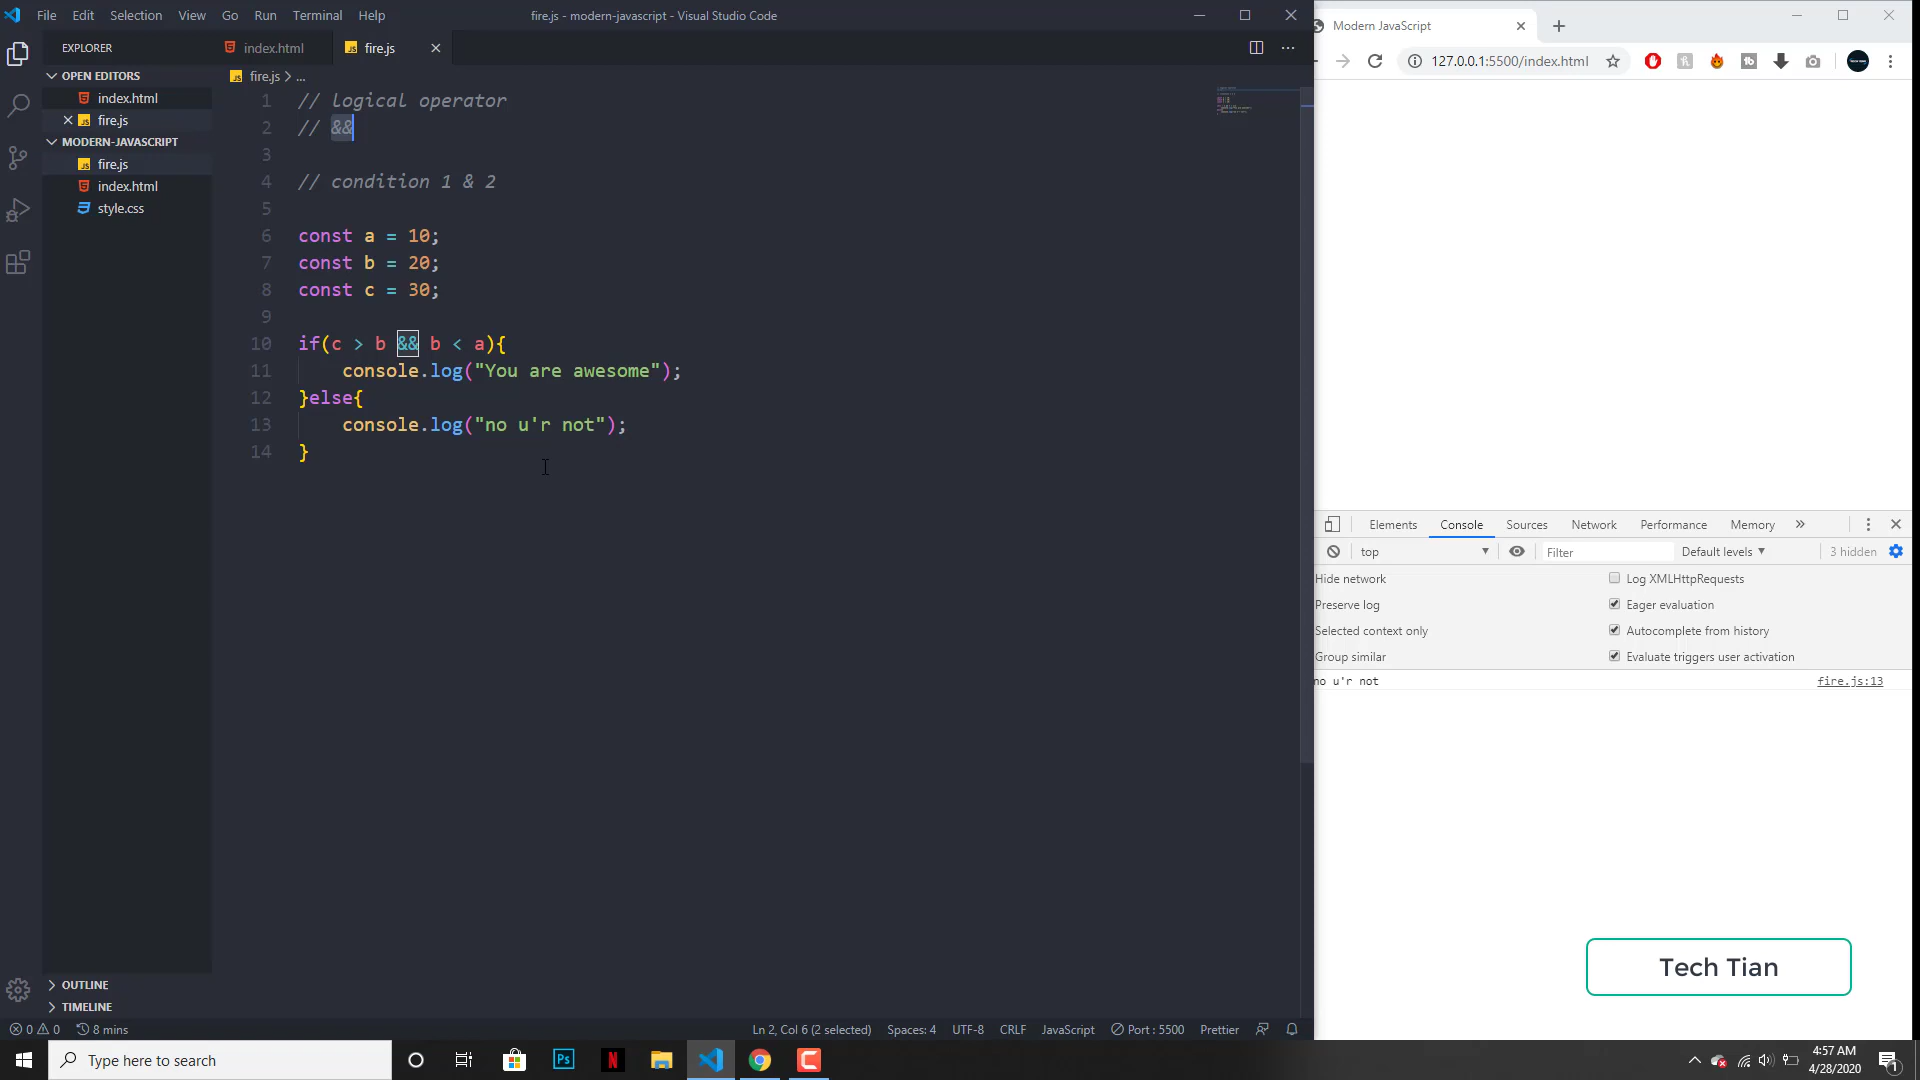 File Edit Selection View Go Run Terminal Help
fire.js - modern-javascript - Visual Studio Code
EXPLORER
OPEN EDITORS
index.html
fire.js
MODERN-JAVASCRIPT
fire.js
index.html
style.css
OUTLINE
TIMELINE
index.html
fire.js
fire.js > ...
1 // logical operator
2 // &&
3
4 // condition 1 & 2
5
6 const a = 10;
7 const b = 20;
8 const c = 30;
9
10 if(c > b && b < a){
11 console.log("You are awesome");
12 }else{
13 console.log("no u'r not");
14 }
0 0 8 mins
Ln 2, Col 6 (2 selected) Spaces: 4 UTF-8 CRLF JavaScript Port : 5500 Prettier
Modern JavaScript
127.0.0.1:5500/index.html
Elements Console Sources Network Performance Memory
top Filter Default levels 3 hidden
Hide network Log XMLHttpRequests
Preserve log Eager evaluation
Selected context only Autocomplete from history
Group similar Evaluate triggers user activation
no u'r not fire.js:13
Tech Tian
Type here to search
Ps
N
4:57 AM
4/28/2020
1